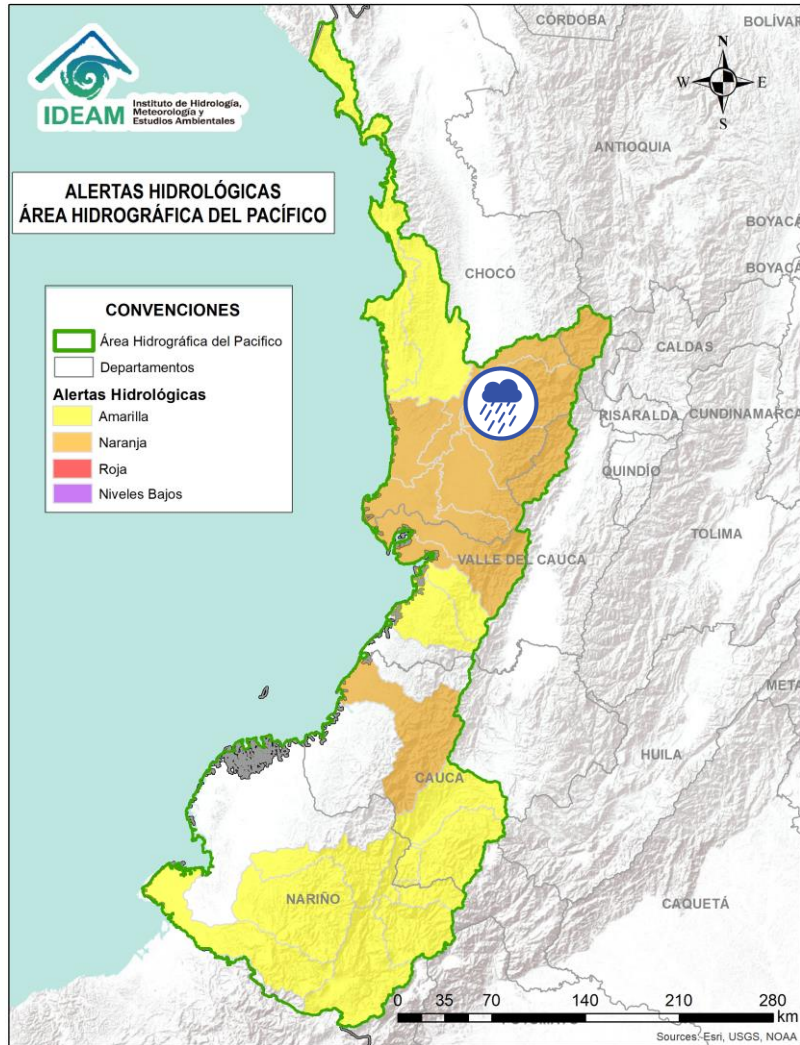 IDEAM
Instituto de Hidrología,
Meteorología y
Estudios Ambientales
ALERTAS HIDROLÓGICAS
ÁREA HIDROGRÁFICA DEL PACÍFICO
CONVENCIONES
Área Hidrográfica del Pacifico
Departamentos
Alertas Hidrológicas
Amarilla
Naranja
Roja
Niveles Bajos
N
W
E
S
CÓRDOBA
BOLÍVAR
ANTIOQUIA
BOYACÁ
BOYACÁ
CHOCÓ
CALDAS
RISARALDA
CUNDINAMARCA
QUINDÍO
TOLIMA
VALLE DEL CAUCA
META
HUILA
CAUCA
NARIÑO
CAQUETÁ
0 35 70 140 210 280
km
Sources: Esri, USGS, NOAA